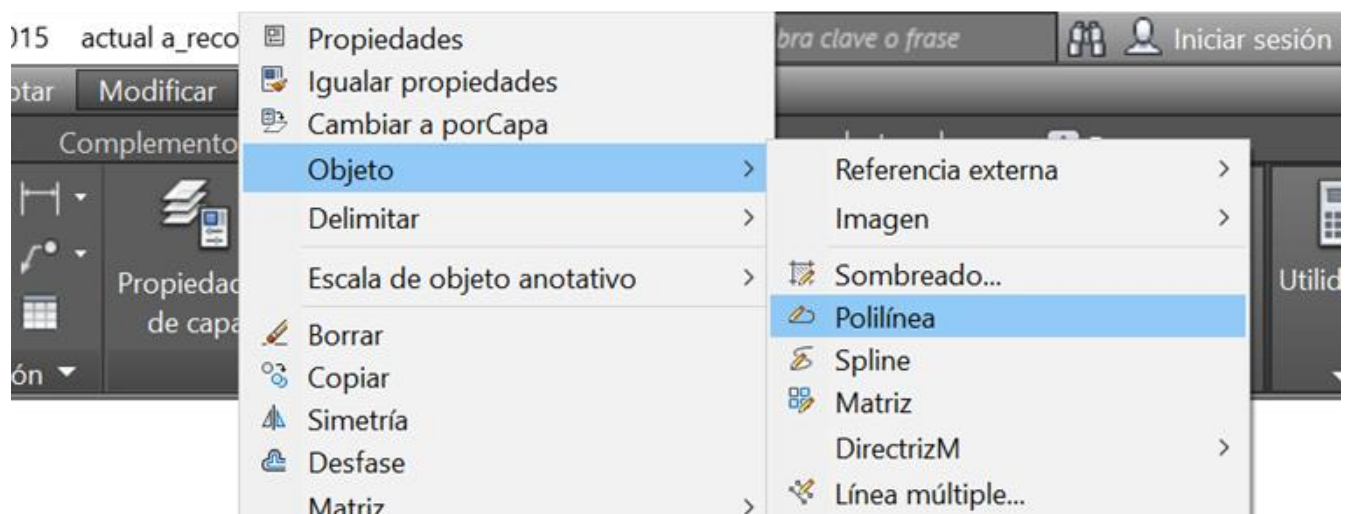 015 actual a_reco
bra clave o frase
Iniciar sesión
otar
Modificar
Complemento
Propiedad
de capa
ón
Propiedades
Igualar propiedades
Cambiar a porCapa
Objeto
Delimitar
Escala de objeto anotativo
Borrar
Copiar
Simetría
Desfase
Matriz
Referencia externa
Imagen
Sombreado...
Polilínea
Spline
Matriz
DirectrizM
Línea múltiple...
Utilid